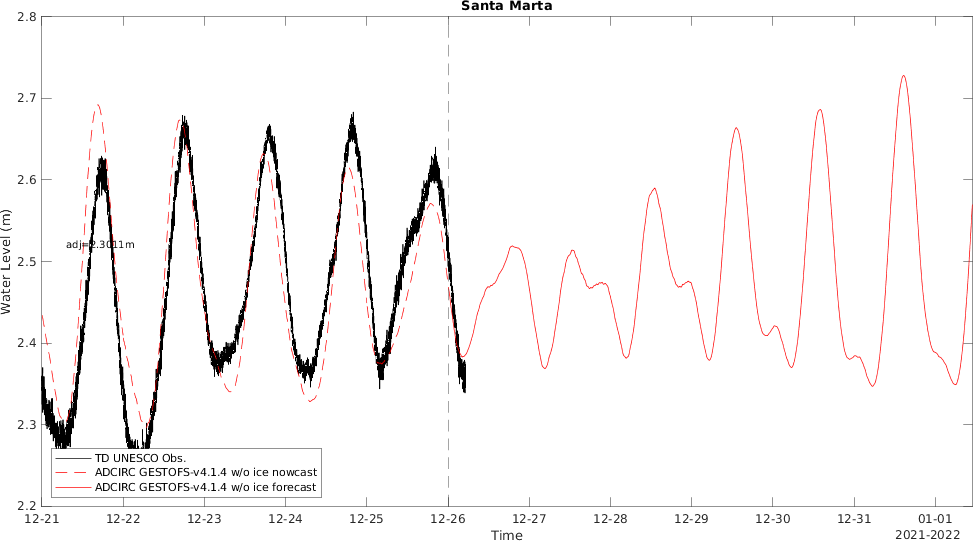 Santa Marta
2.8
2.7
2.6
2.5
2.4
2.3
2.2
Water Level (m)
adj=2.3011m
TD UNESCO Obs.
ADCIRC GESTOFS-v4.1.4 w/o ice nowcast
ADCIRC GESTOFS-v4.1.4 w/o ice forecast
12-21 12-22 12-23 12-24 12-25 12-26 12-27 12-28 12-29 12-30 12-31 01-01
Time
2021-2022